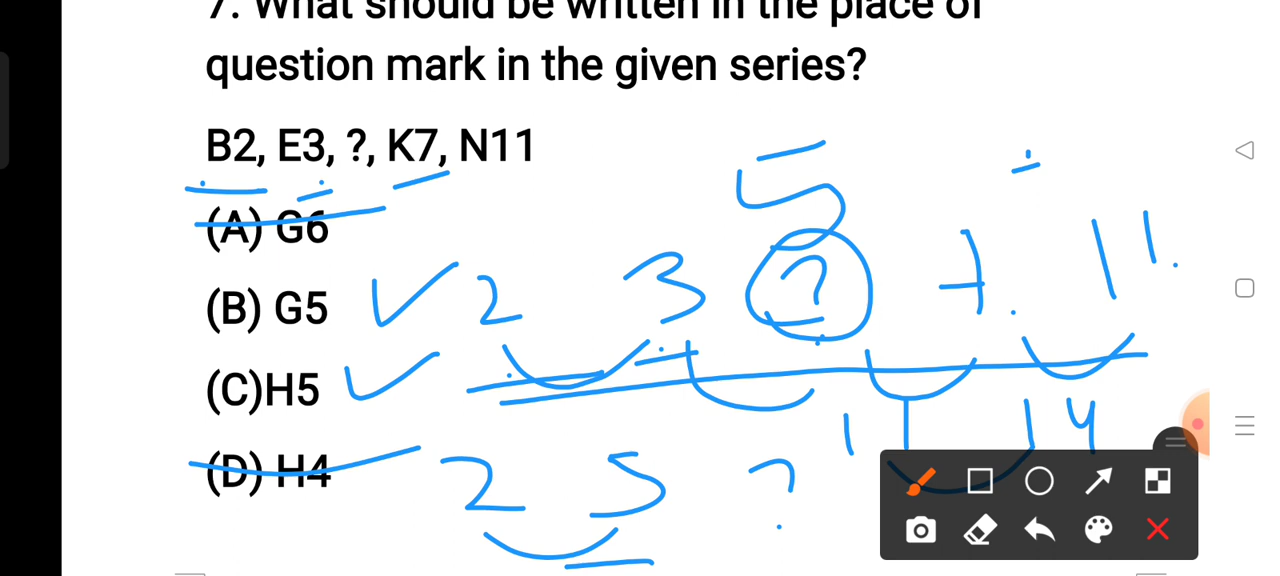 7. What should be written in the place of
question mark in the given series?
B2, E3, ?, K7, N11
(A) G6
(B) G5
(C)H5
(D) H4
5
2 3 ? 7 11
2 5 ? 11 14